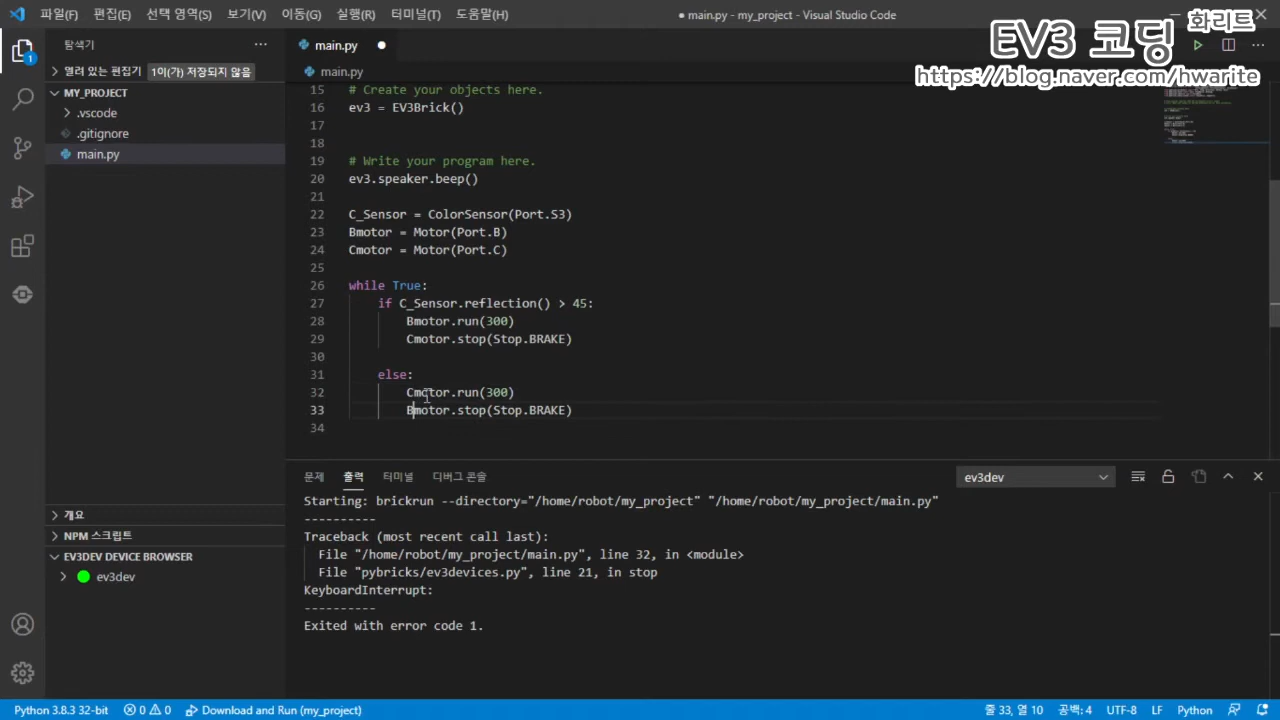 파일(F) 편집(E) 선택 영역(S) 보기(V) 이동(G) 실행(R) 터미널(T) 도움말(H)
● main.py - my_project - Visual Studio Code
화리트
EV3 코딩
https://blog.naver.com/hwarite
탐색기
main.py
열려 있는 편집기 1이(가) 저장되지 않음
main.py
MY_PROJECT
.vscode
.gitignore
main.py
15 # Create your objects here.
16 ev3 = EV3Brick()
17
18
19 # Write your program here.
20 ev3.speaker.beep()
21
22 C_Sensor = ColorSensor(Port.S3)
23 Bmotor = Motor(Port.B)
24 Cmotor = Motor(Port.C)
25
26 while True:
27 if C_Sensor.reflection() > 45:
28 Bmotor.run(300)
29 Cmotor.stop(Stop.BRAKE)
30
31 else:
32 Cmotor.run(300)
33 Bmotor.stop(Stop.BRAKE)
34
문제 출력 터미널 디버그 콘솔 ev3dev
Starting: brickrun --directory="/home/robot/my_project" "/home/robot/my_project/main.py"
----------
Traceback (most recent call last):
File "/home/robot/my_project/main.py", line 32, in <module>
File "pybricks/ev3devices.py", line 21, in stop
KeyboardInterrupt:
----------
Exited with error code 1.
개요
NPM 스크립트
EV3DEV DEVICE BROWSER
ev3dev
1
Python 3.8.3 32-bit 0 0 Download and Run (my_project) 줄 33, 열 10 공백: 4 UTF-8 LF Python